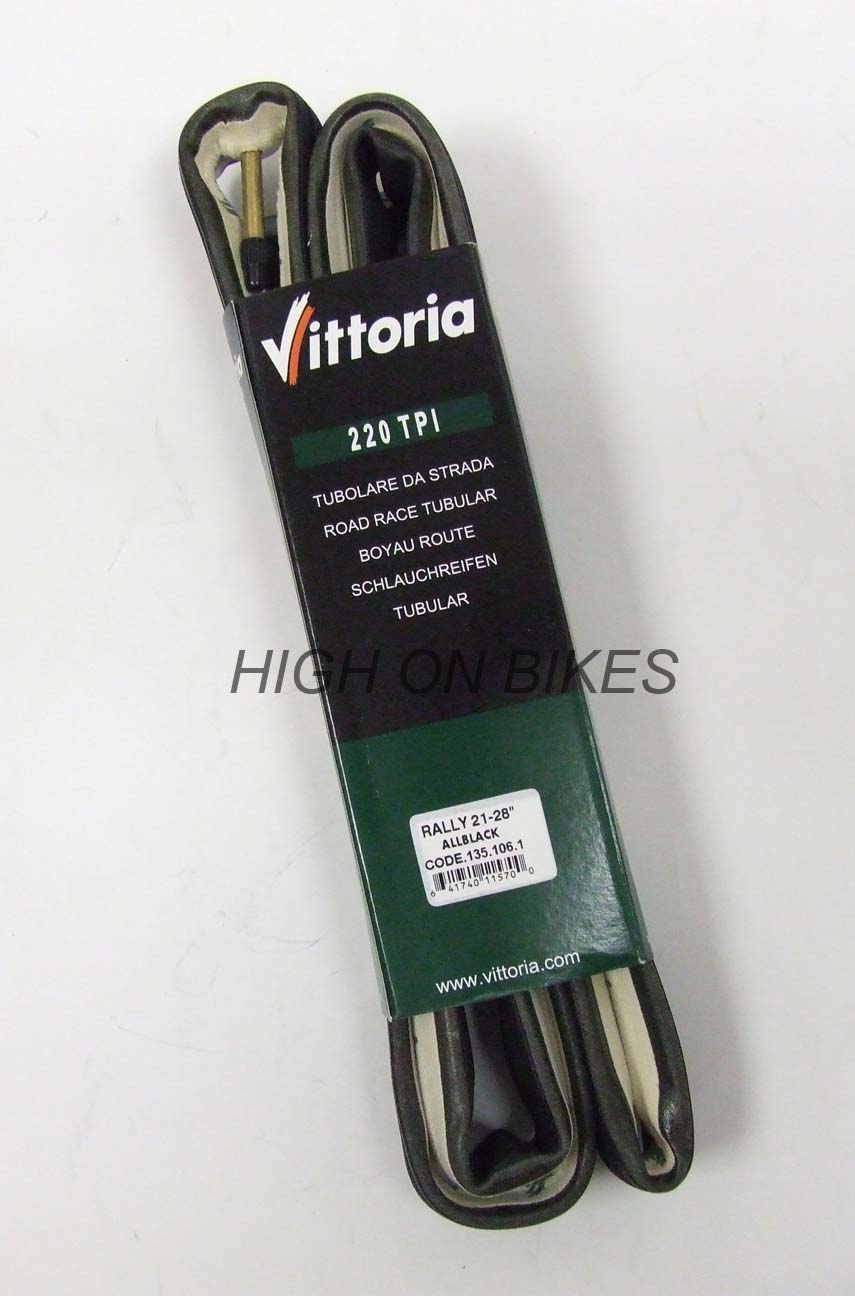 Vittoria
220 TPI
TUBOLARE DA STRADA
ROAD RACE TUBULAR
BOYAU ROUTE
SCHLAUCHREIFEN
TUBULAR
HIGH ON BIKES
RALLY 21-28"
ALLBLACK
CODE.135.106.1
6 41740 11570 0
www.vittoria.com